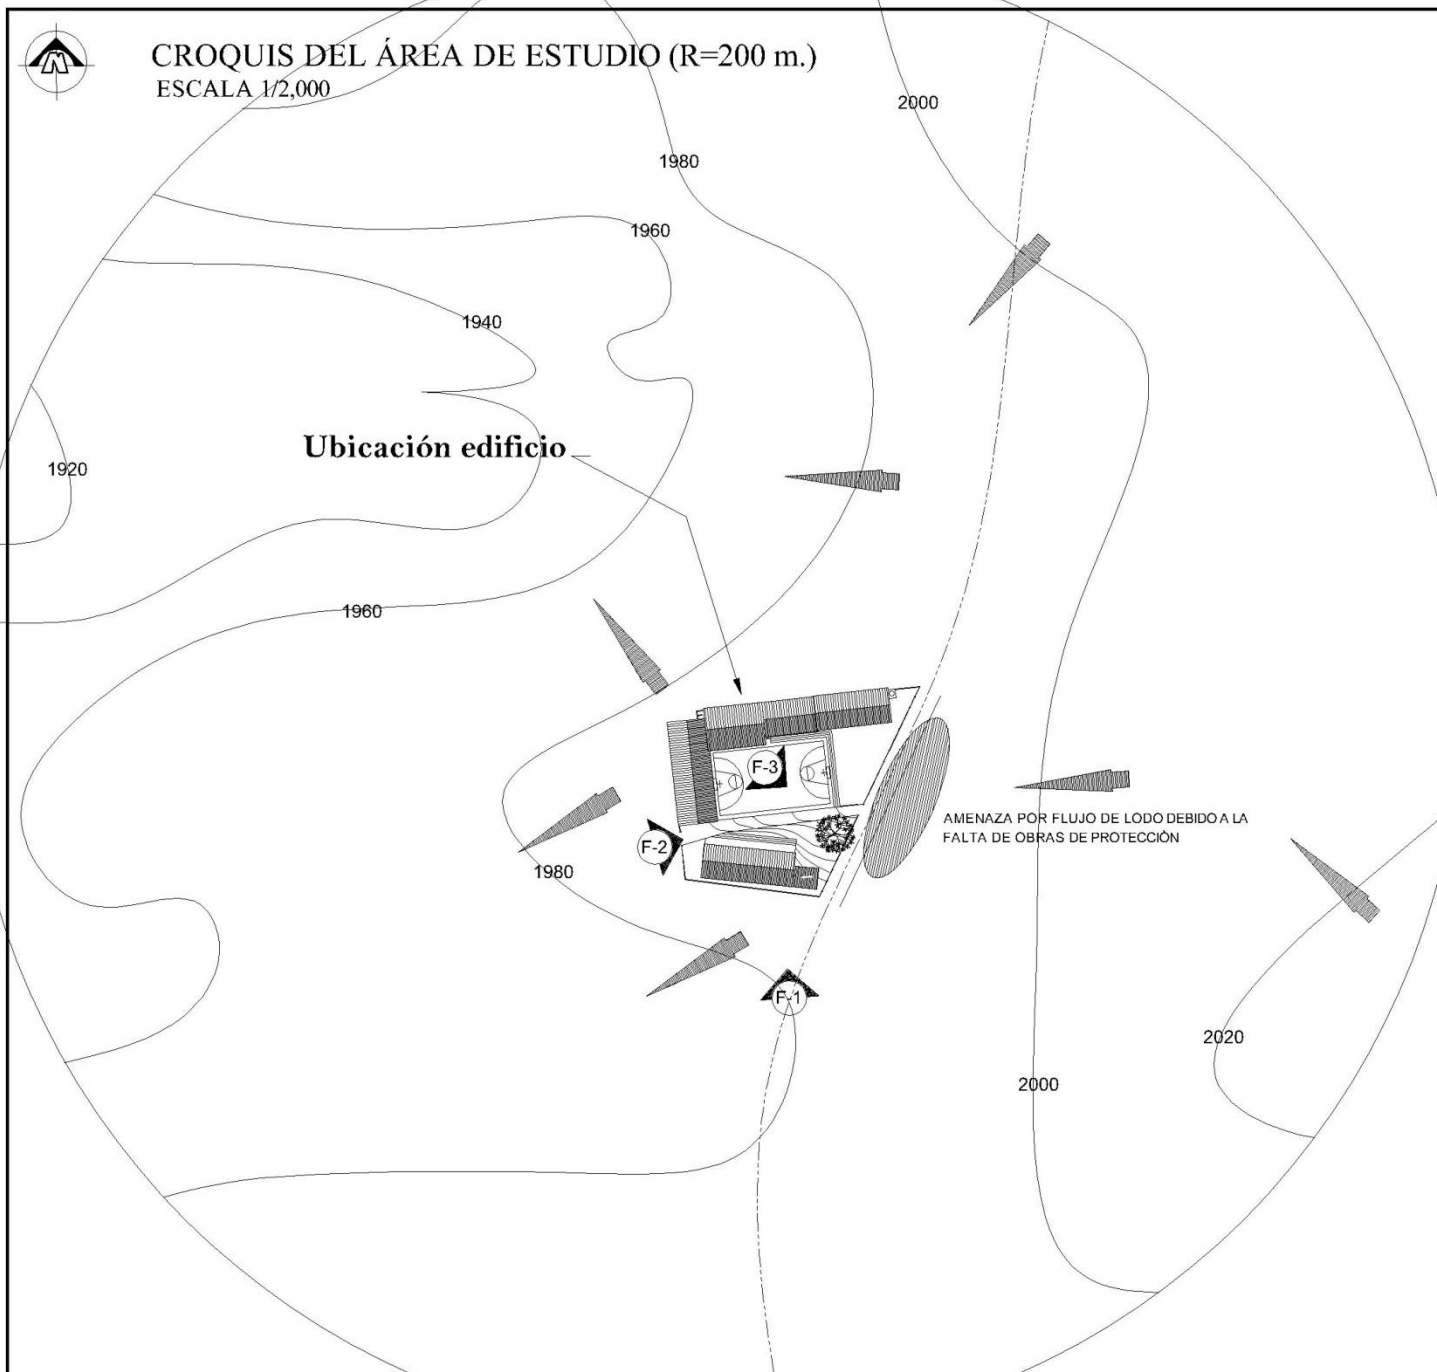 CROQUIS DEL ÁREA DE ESTUDIO (R=200 m.)
ESCALA 1/2,000
2000
1980
1960
1940
Ubicación edificio
1920
1960
F-3
AMENAZA POR FLUJO DE LODO DEBIDO A LA
FALTA DE OBRAS DE PROTECCIÓN
F-2
1980
F-1
2020
2000